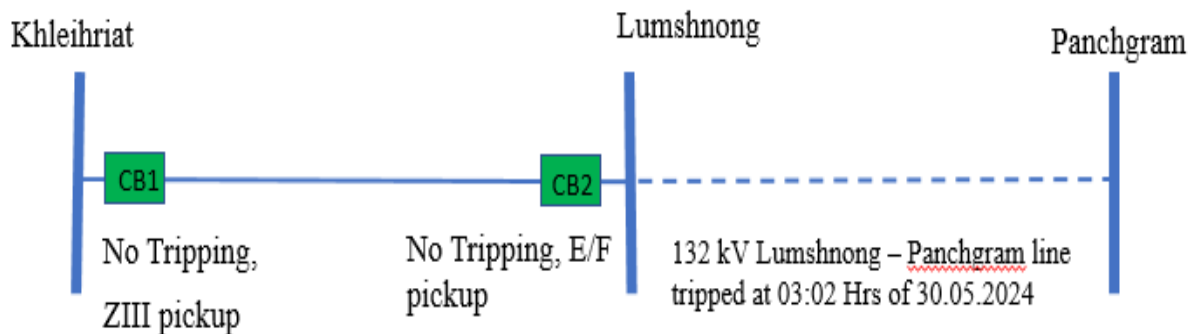 Khleihriat
Lumshnong
Panchgram
CB1
CB2
No Tripping,
ZIII pickup
No Tripping, E/F
pickup
132 kV Lumshnong – Panchgram line
tripped at 03:02 Hrs of 30.05.2024